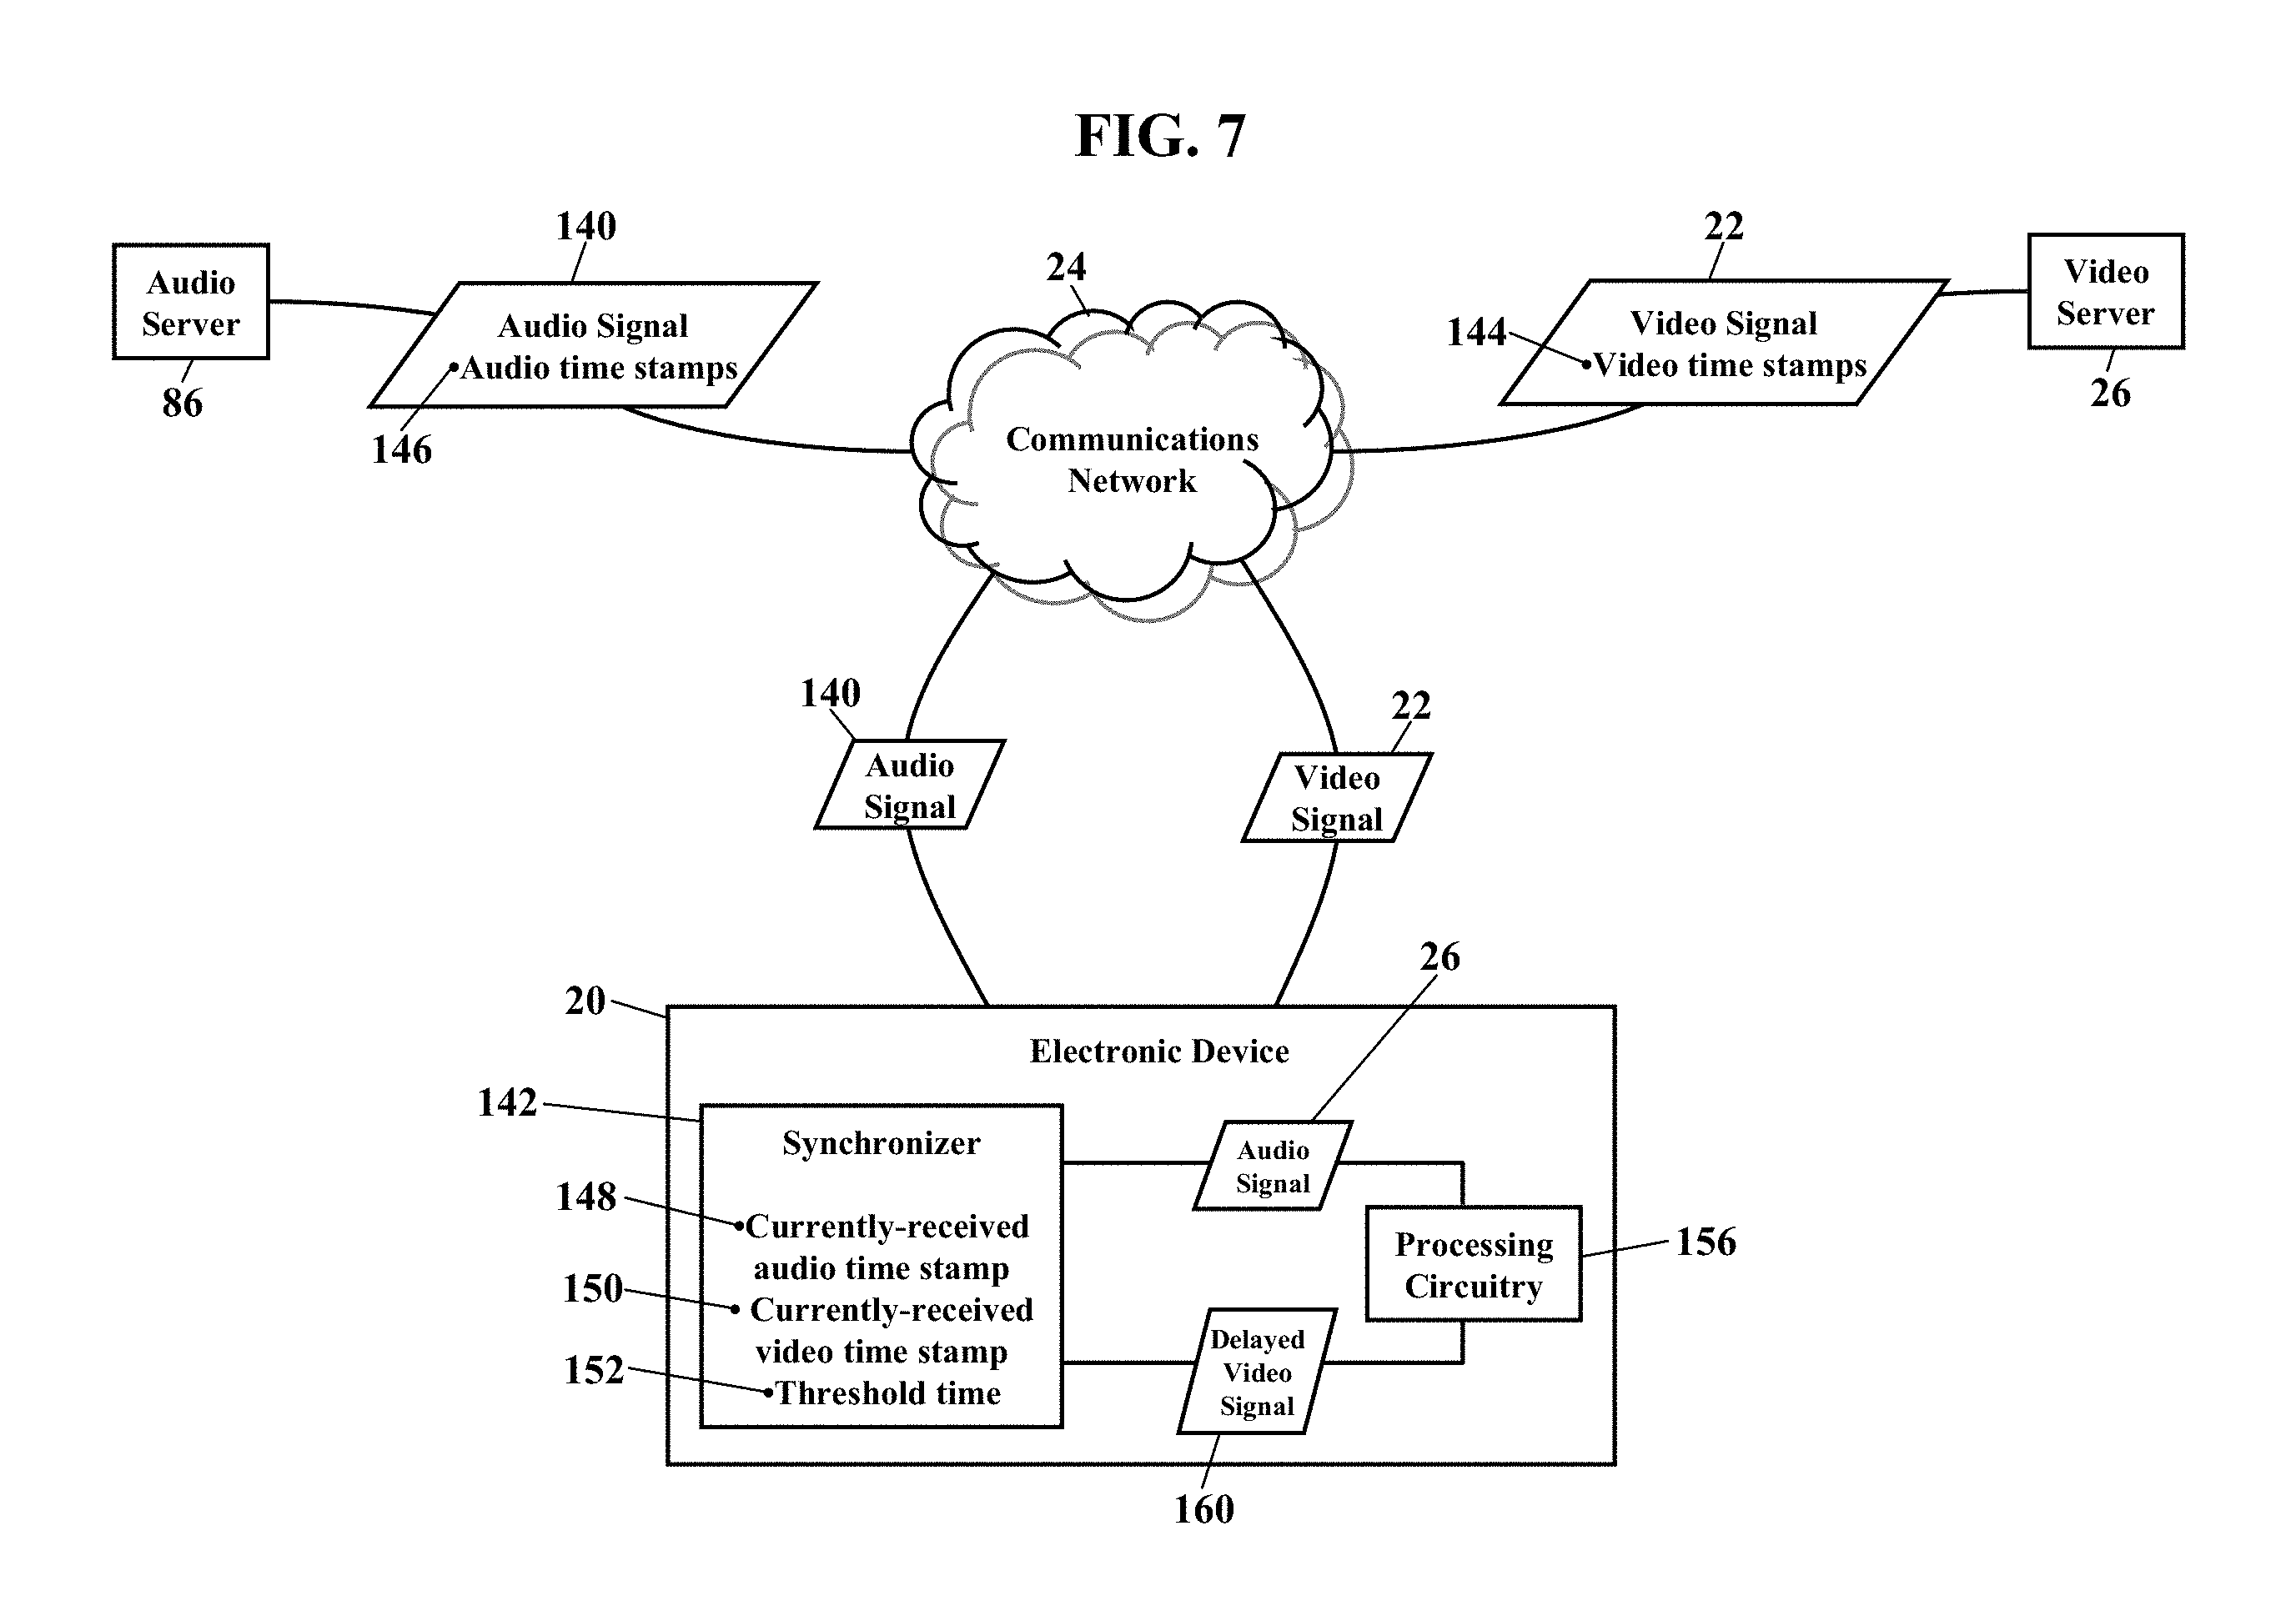 FIG. 7
140
22
24
Audio
Server
Audio Signal
•Audio time stamps
144
Video Signal
•Video time stamps
Video
Server
86
146
26
Communications
Network
140
22
Audio
Signal
Video
Signal
26
20
Electronic Device
142
Synchronizer
Audio
Signal
148
•Currently-received
audio time stamp
150
• Currently-received
video time stamp
152
•Threshold time
Processing
Circuitry
156
Delayed
Video
Signal
160